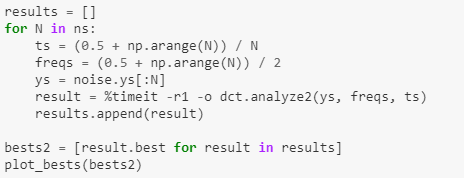 results = []
for N in ns:
    ts = (0.5 + np.arange(N)) / N
    freqs = (0.5 + np.arange(N)) / 2
    ys = noise.ys[:N]
    result = %timeit -r1 -o dct.analyze2(ys, freqs, ts)
    results.append(result)

bests2 = [result.best for result in results]
plot_bests(bests2)